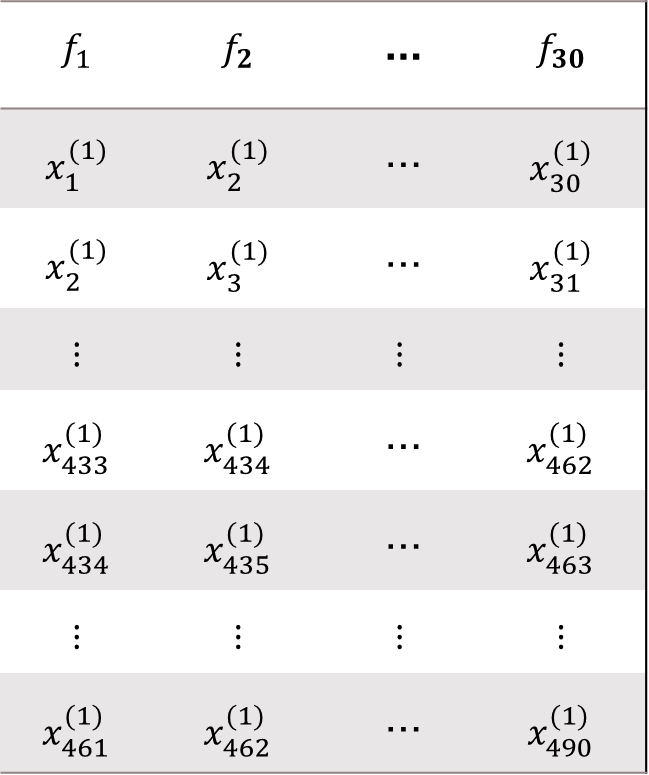 f₁ f₂ ⋯ f₃₀
x₁⁽¹⁾ x₂⁽¹⁾ ⋯ x₃₀⁽¹⁾
x₂⁽¹⁾ x₃⁽¹⁾ ⋯ x₃₁⁽¹⁾
⋮ ⋮ ⋮ ⋮
x₄₃₃⁽¹⁾ x₄₃₄⁽¹⁾ ⋯ x₄₆₂⁽¹⁾
x₄₃₄⁽¹⁾ x₄₃₅⁽¹⁾ ⋯ x₄₆₃⁽¹⁾
⋮ ⋮ ⋮ ⋮
x₄₆₁⁽¹⁾ x₄₆₂⁽¹⁾ ⋯ x₄₉₀⁽¹⁾